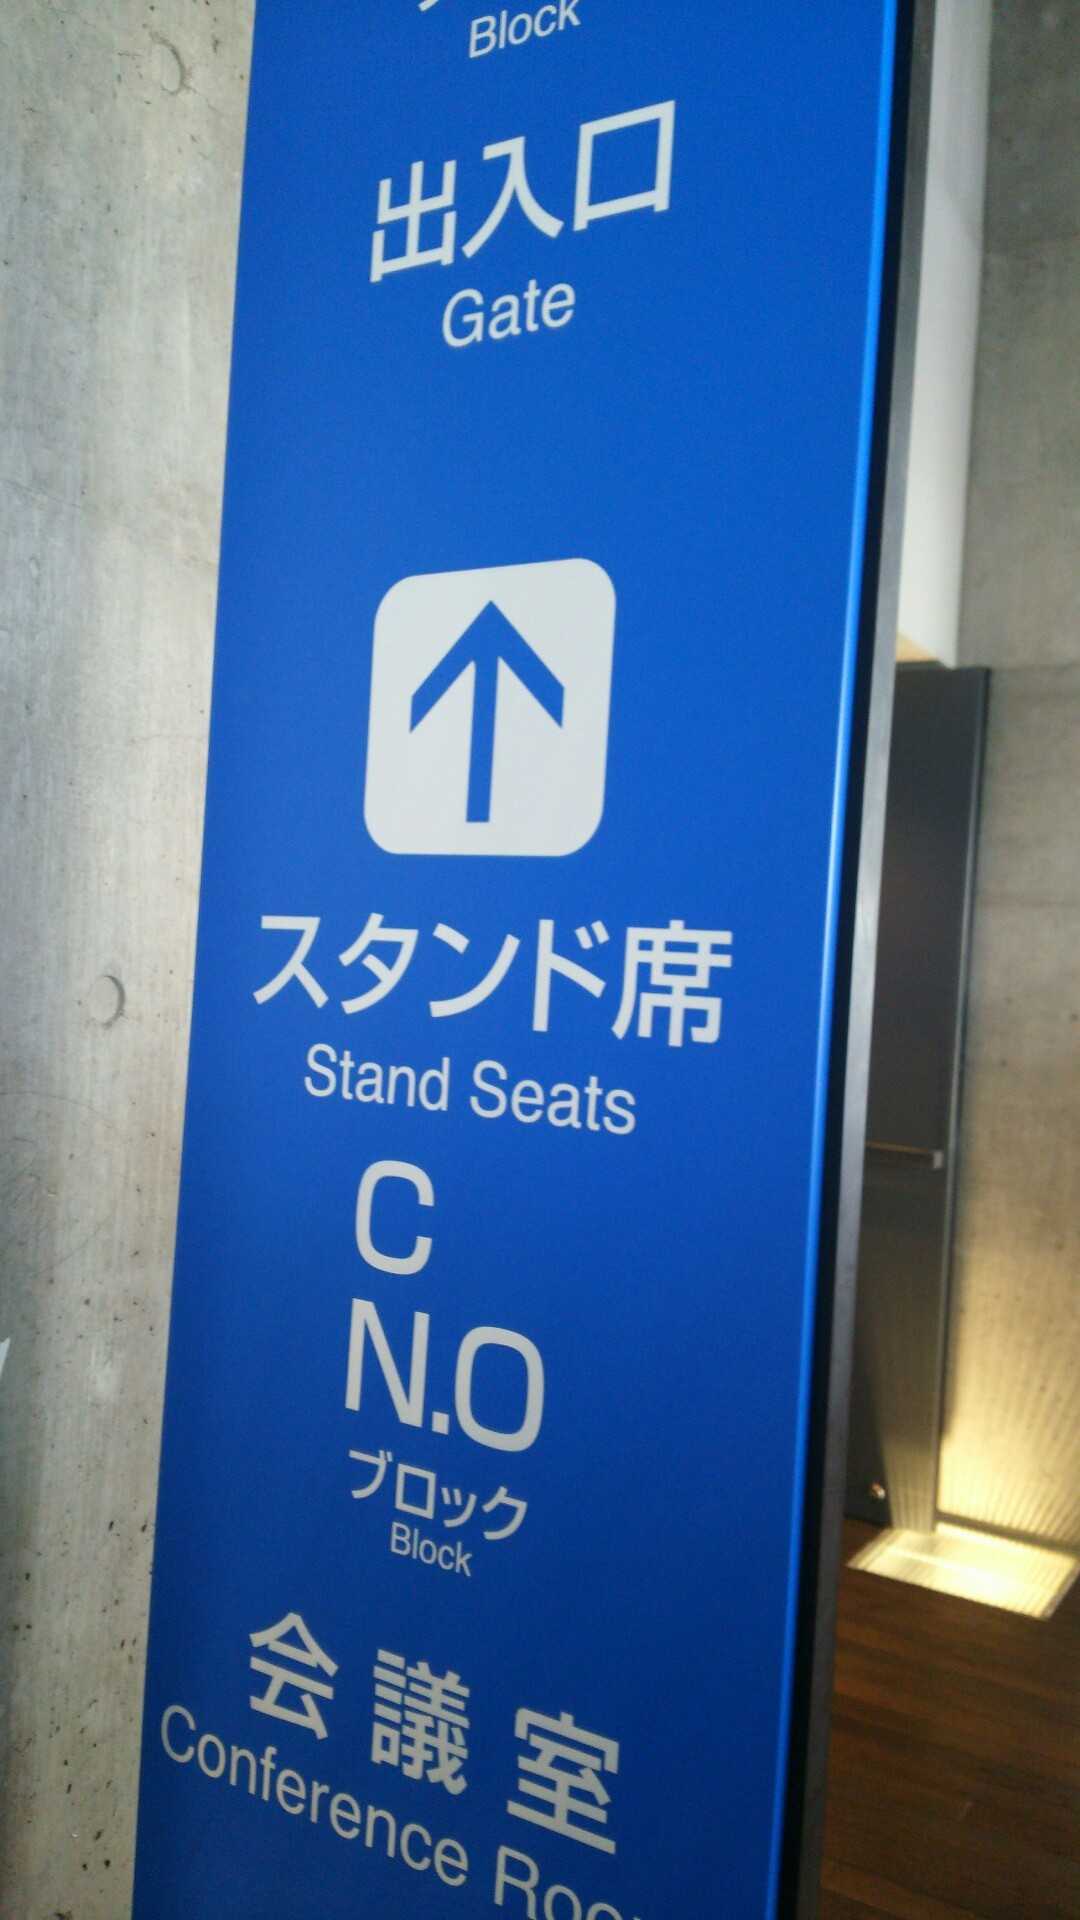 Block
出入口
Gate
スタンド席
Stand Seats
C
N.O
ブロック
Block
会議室
Conference